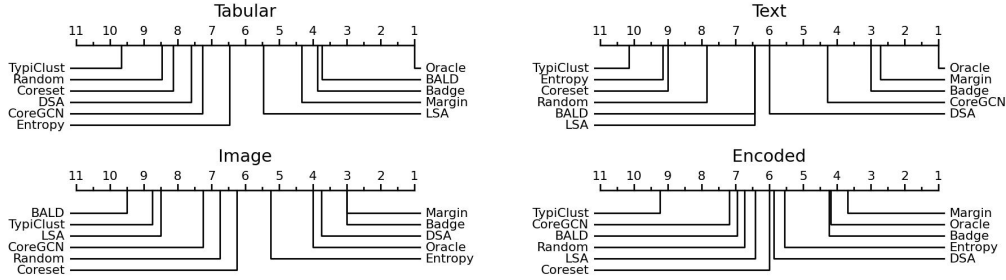 Tabular
11 10 9 8 7 6 5 4 3 2 1
TypiClust
Random
Coreset
DSA
CoreGCN
Entropy
Oracle
BALD
Badge
Margin
LSA
Text
11 10 9 8 7 6 5 4 3 2 1
TypiClust
Entropy
Coreset
Random
BALD
LSA
Oracle
Margin
Badge
CoreGCN
DSA
Image
11 10 9 8 7 6 5 4 3 2 1
BALD
TypiClust
LSA
CoreGCN
Random
Coreset
Margin
Badge
DSA
Oracle
Entropy
Encoded
11 10 9 8 7 6 5 4 3 2 1
TypiClust
CoreGCN
BALD
Random
LSA
Coreset
Margin
Oracle
Badge
Entropy
DSA